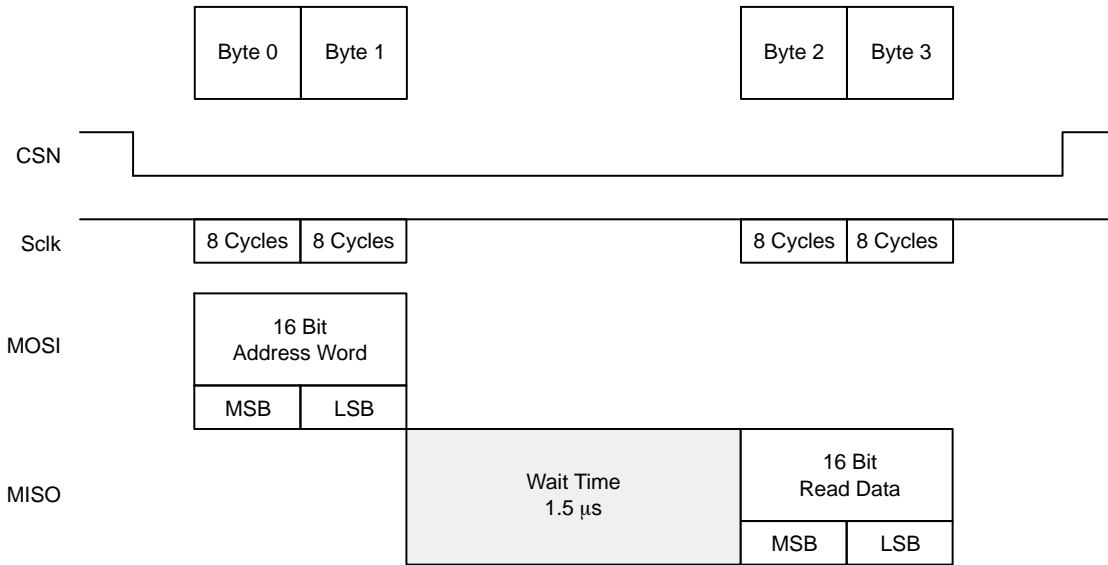 Byte 0 Byte 1 Byte 2 Byte 3
CSN
Sclk 8 Cycles 8 Cycles 8 Cycles 8 Cycles
MOSI
16 Bit
Address Word
MSB LSB
MISO
Wait Time
1.5 μs
16 Bit
Read Data
MSB LSB